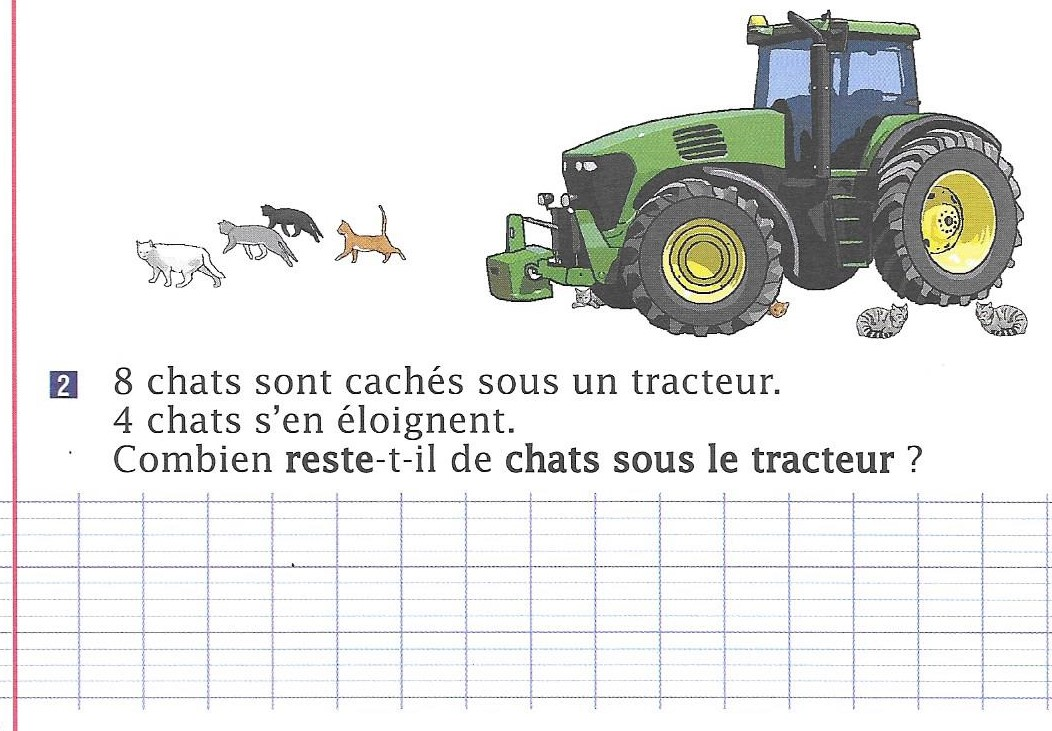 2 8 chats sont cachés sous un tracteur.
4 chats s'en éloignent.
Combien reste-t-il de chats sous le tracteur ?